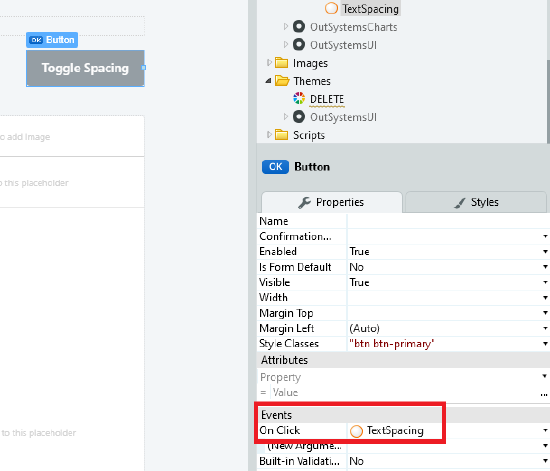 TextSpacing
OutSystemsCharts
OutSystemsUI
Images
Themes
DELETE
OutSystemsUI
Scripts
OK Button
Toggle Spacing
to add image.
to this placeholder
to this placeholder
OK Button
Properties
Styles
Name
Confirmation...
Enabled True
Is Form Default No
Visible True
Width
Margin Top
Margin Left (Auto)
Style Classes "btn btn-primary"
Attributes
Property
= Value ...
Events
On Click TextSpacing
(New Argume...
Built-in Validati... No